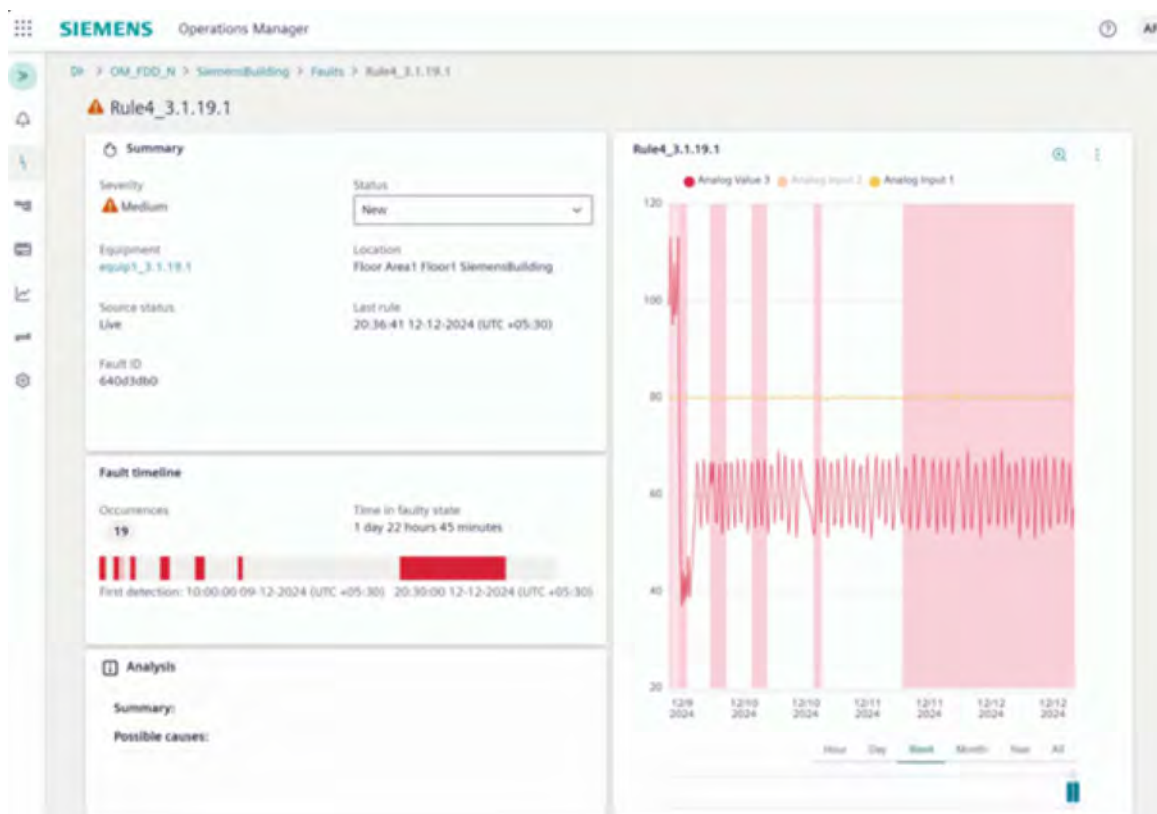 SIEMENS Operations Manager
> OM_FDD_N > SiemensBuilding > Faults > Rule4_3.1.19.1
Rule4_3.1.19.1
Summary
Severity
Medium
Status
New
Equipment
equip1_3.1.19.1
Location
Floor Area1 Floor1 SiemensBuilding
Source status
Live
Last rule
20:36:41 12-12-2024 (UTC +05:30)
Fault ID
640d3db0
Fault timeline
Occurrences
19
Time in faulty state
1 day 22 hours 45 minutes
First detection: 10:00:00 09-12-2024 (UTC +05:30) 20:30:00 12-12-2024 (UTC +05:30)
Analysis
Summary:
Possible causes:
Rule4_3.1.19.1
Analog Value 3 Analog Input 2 Analog Input 1
120
100
80
60
40
20
12/9 12/10 12/10 12/11 12/11 12/12 12/12
2024 2024 2024 2024 2024 2024 2024
Hour Day Week Month Year All